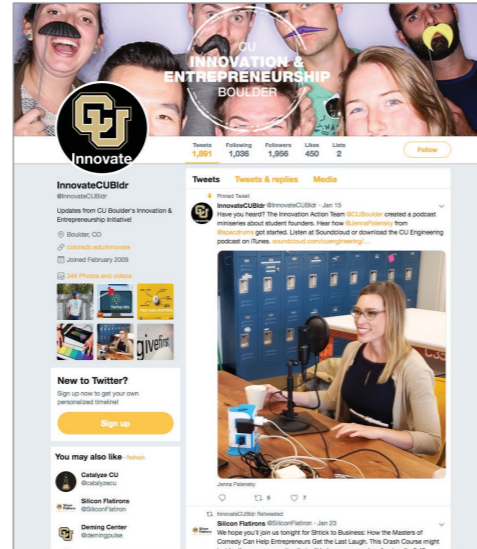 CU
INNOVATION &
ENTREPRENEURSHIP
BOULDER
CU
Innovate
Tweets
1,891
Following
1,036
Followers
1,956
Likes
450
Lists
2
Follow
InnovateCUBldr
@InnovateCUBldr
Updates from CU Boulder's Innovation &
Entrepreneurship Initiative!
Boulder, CO
colorado.edu/innovate
Joined February 2009
346 Photos and videos
givefirst
New to Twitter?
Sign up now to get your own
personalized timeline!
Sign up
You may also like · Refresh
Catalyze CU
@catalyzecu
Silicon Flatirons
@SiliconFlatiron
Deming Center
@demingpulse
Tweets
Tweets & replies
Media
Pinned Tweet
InnovateCUBldr @InnovateCUBldr · Jan 15
Have you heard? The Innovation Action Team @CUBoulder created a podcast
miniseries about student founders. Hear how @JennaPalensky from
@specdrums got started. Listen at Soundcloud or download the CU Engineering
podcast on iTunes. soundcloud.com/cuengineering/...
Jenna Palensky
5
7
InnovateCUBldr Retweeted
Silicon Flatirons @SiliconFlatiron · Jan 23
We hope you'll join us tonight for Shtick to Business: How the Masters of
Comedy Can Help Entrepreneurs Get the Last Laugh. This Crash Course might